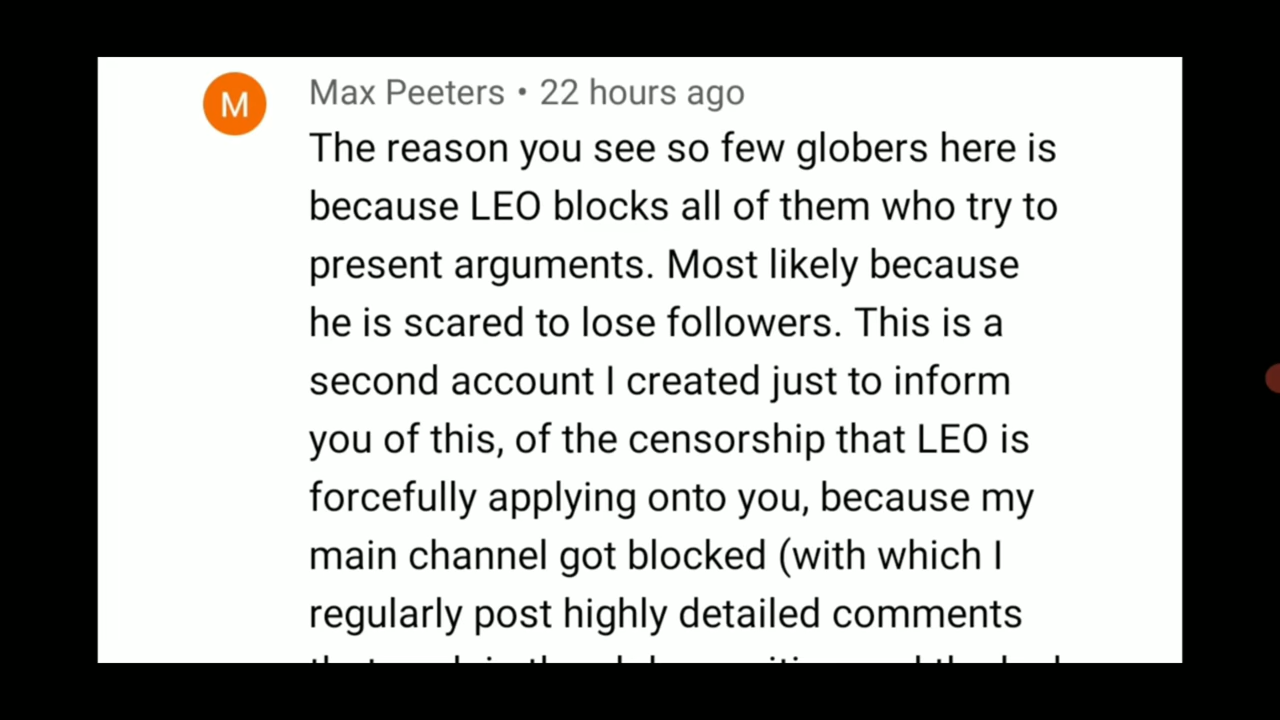 M
Max Peeters • 22 hours ago
The reason you see so few globers here is
because LEO blocks all of them who try to
present arguments. Most likely because
he is scared to lose followers. This is a
second account I created just to inform
you of this, of the censorship that LEO is
forcefully applying onto you, because my
main channel got blocked (with which I
regularly post highly detailed comments